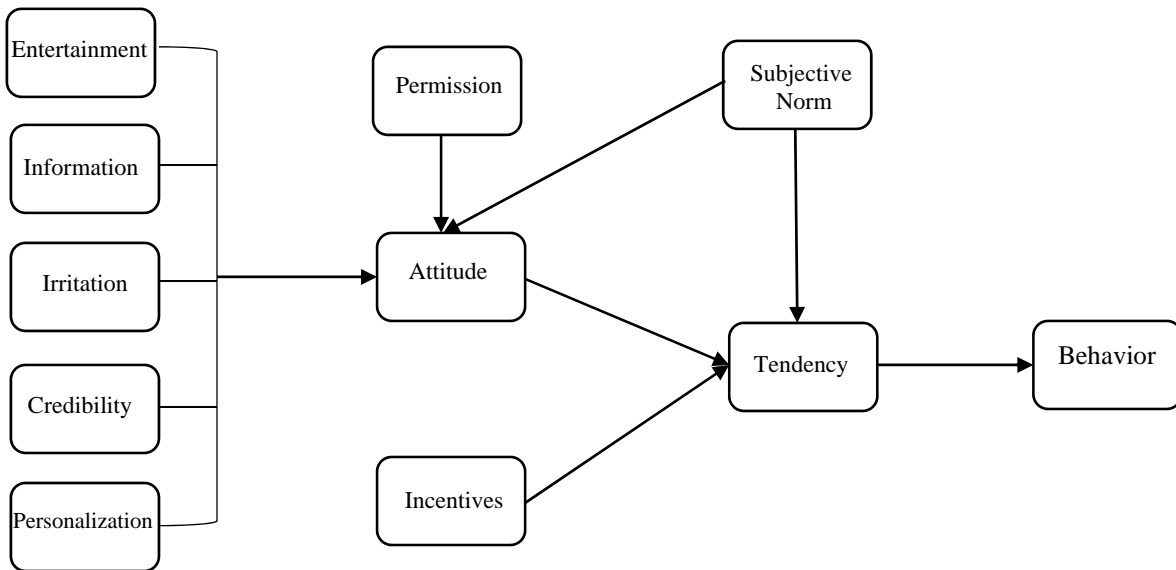 Entertainment
Information
Irritation
Credibility
Personalization
Permission
Attitude
Incentives
Subjective
Norm
Tendency
Behavior